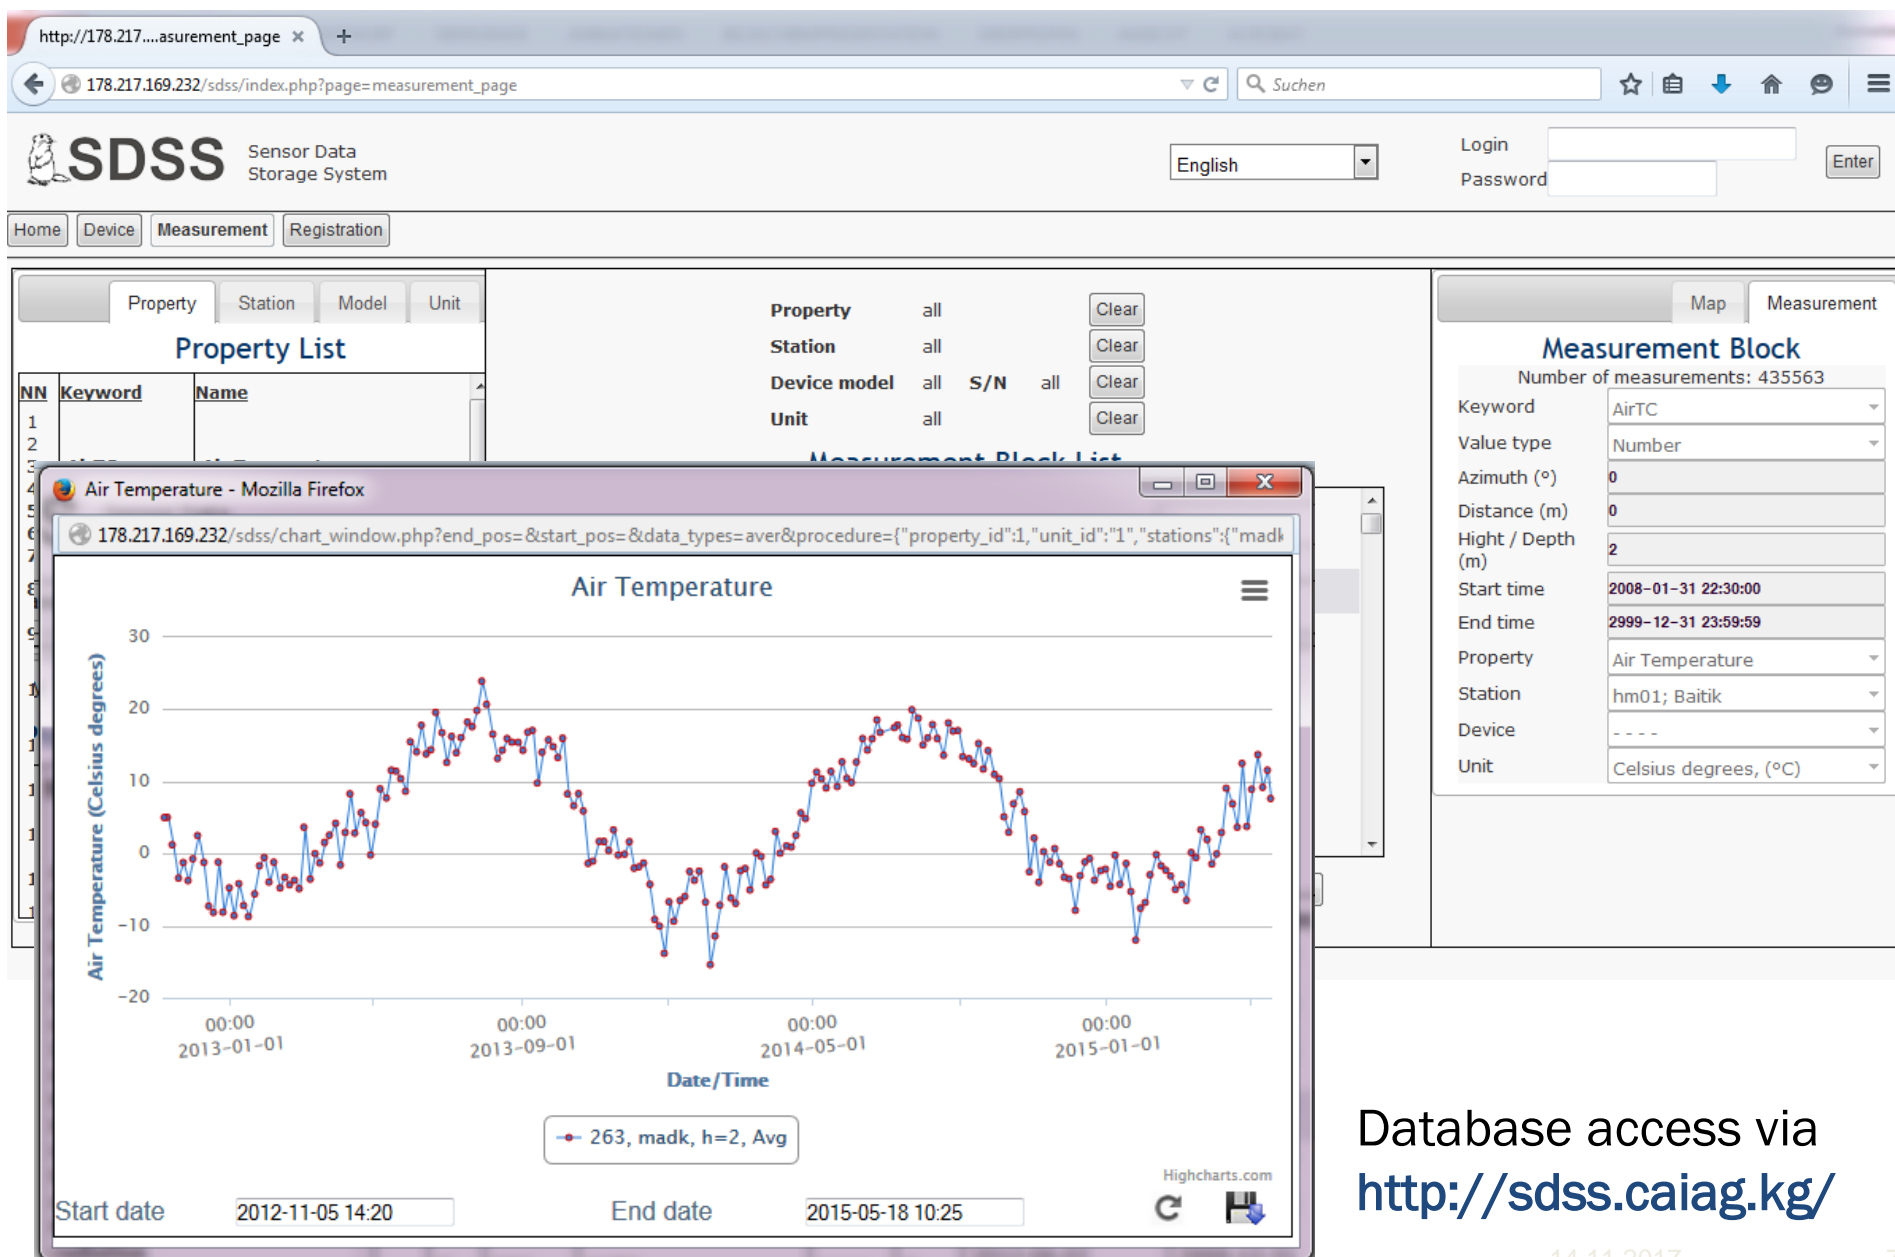 http://178.217....asurement_page
178.217.169.232/sdss/index.php?page=measurement_page
Suchen
SDSS
Sensor Data
Storage System
English
Login
Password
Enter
Home
Device
Measurement
Registration
Property
Station
Model
Unit
Property List
NN
Keyword
Name
1
2
Property all Clear
Station all Clear
Device model all S/N all Clear
Unit all Clear
Measurement Block List
Map
Measurement
Measurement Block
Number of measurements: 435563
Keyword AirTC
Value type Number
Azimuth (º) 0
Distance (m) 0
Hight / Depth
(m)
2
Start time 2008-01-31 22:30:00
End time 2999-12-31 23:59:59
Property Air Temperature
Station hm01; Baitik
Device - - - -
Unit Celsius degrees, (°C)
Air Temperature - Mozilla Firefox
178.217.169.232/sdss/chart_window.php?end_pos=&start_pos=&data_types=aver&procedure={"property_id":1,"unit_id":"1","stations":{"madk
Air Temperature
Air Temperature (Celsius degrees)
30
20
10
0
-10
-20
00:00
2013-01-01
00:00
2013-09-01
00:00
2014-05-01
00:00
2015-01-01
Date/Time
263, madk, h=2, Avg
Highcharts.com
Start date 2012-11-05 14:20
End date 2015-05-18 10:25
Database access via
http://sdss.caiag.kg/
14.11.2017